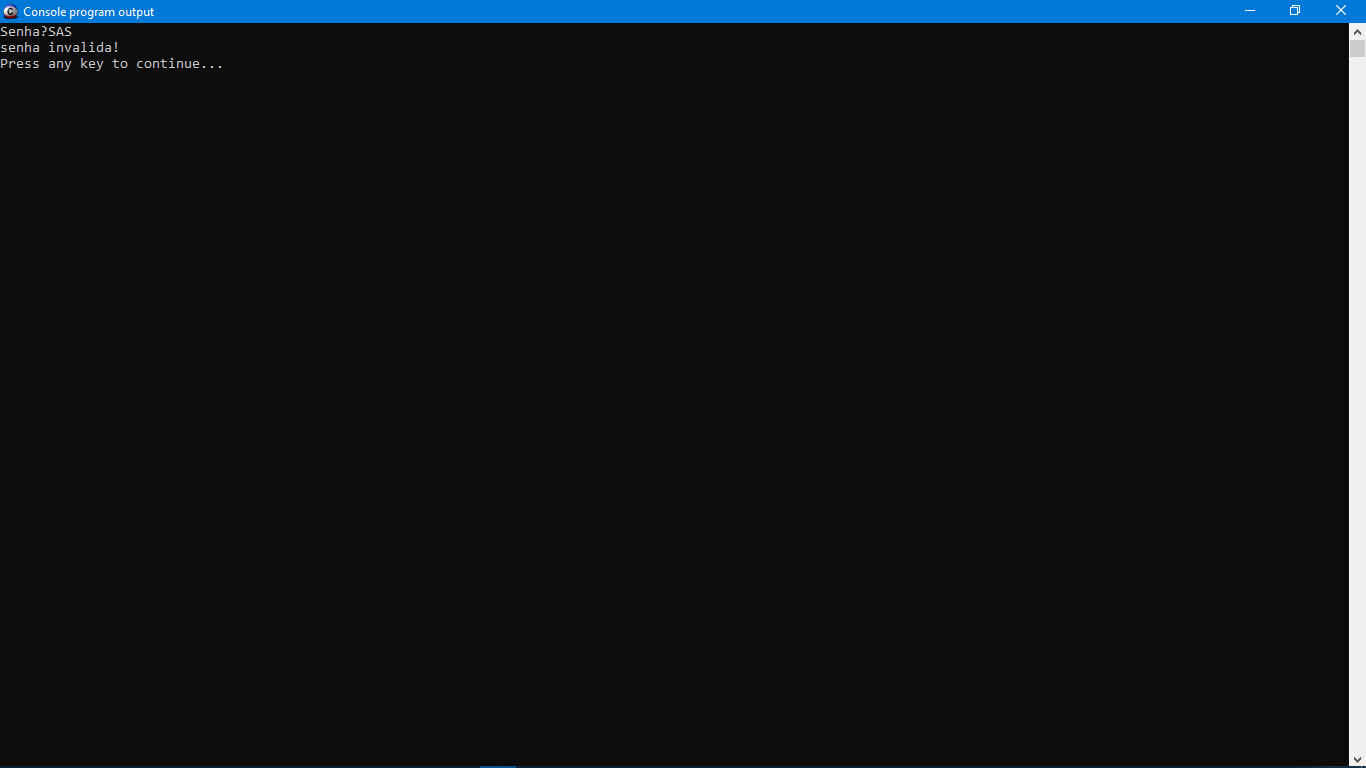 Console program output
Senha?SAS
senha invalida!
Press any key to continue...